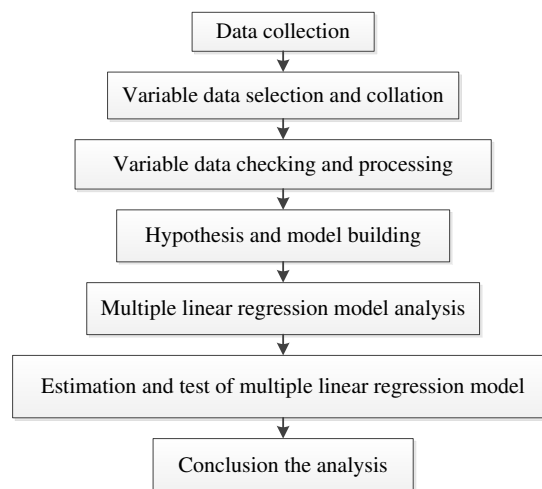 Data collection
Variable data selection and collation
Variable data checking and processing
Hypothesis and model building
Multiple linear regression model analysis
Estimation and test of multiple linear regression model
Conclusion the analysis